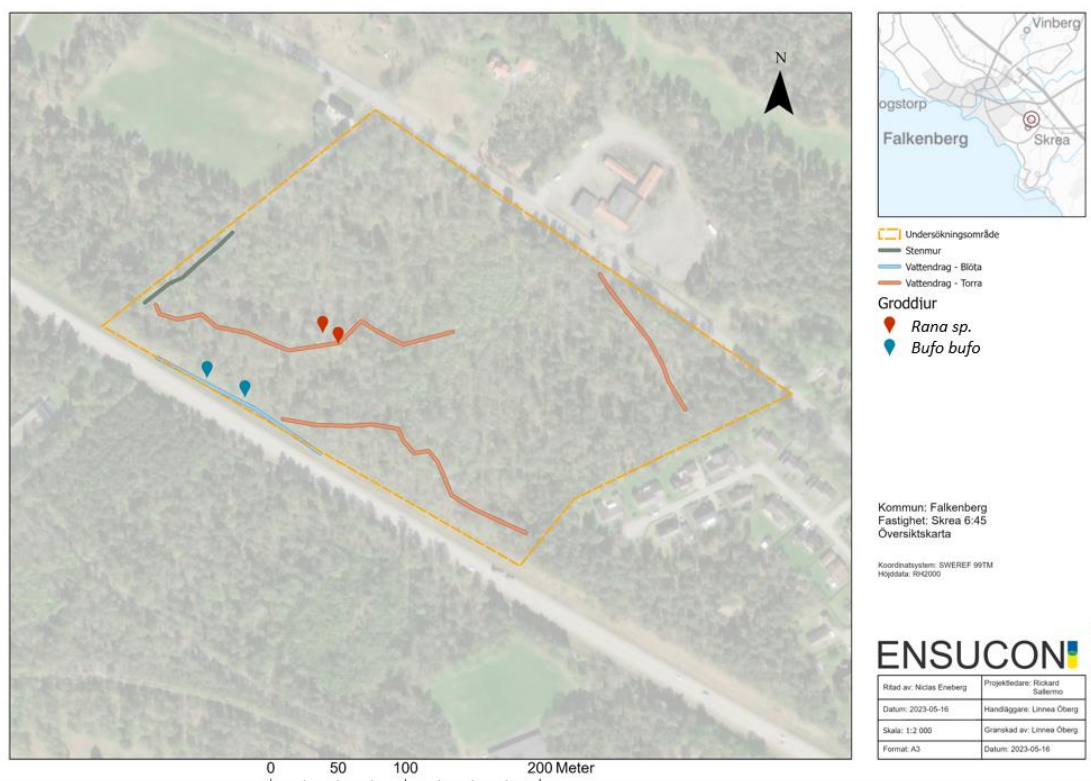 N
Vinberg
ogstorp
Falkenberg
Skrea
Undersökningsområde
Stenmur
Vattendrag - Blöta
Vattendrag - Torra
Groddjur
Rana sp.
Bufo bufo
Kommun: Falkenberg
Fastighet: Skrea 6:45
Översiktskarta
Koordinatsystem: SWEREF 99TM
Höjddata: RH2000
ENSUCON
Ritad av: Niclas Eneberg
Projektledare: Rickard
Sallermo
Datum: 2023-05-16
Handläggare: Linnea Öberg
Skala: 1:2 000
Granskad av: Linnea Öberg
Format: A3
Datum: 2023-05-16
0 50 100 200 Meter